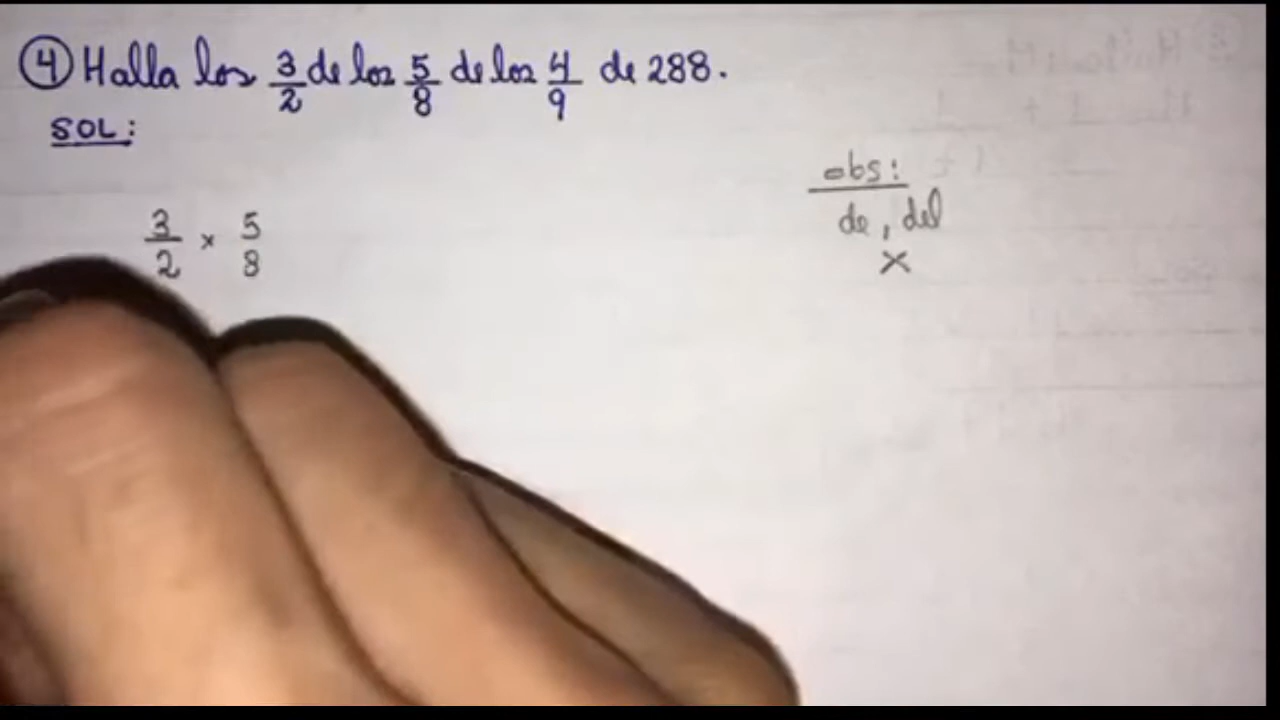 4 Halla los 3/2 de los 5/8 de los 4/9 de 288.
SOL:
obs:
de, del
×
3/2 × 5/8